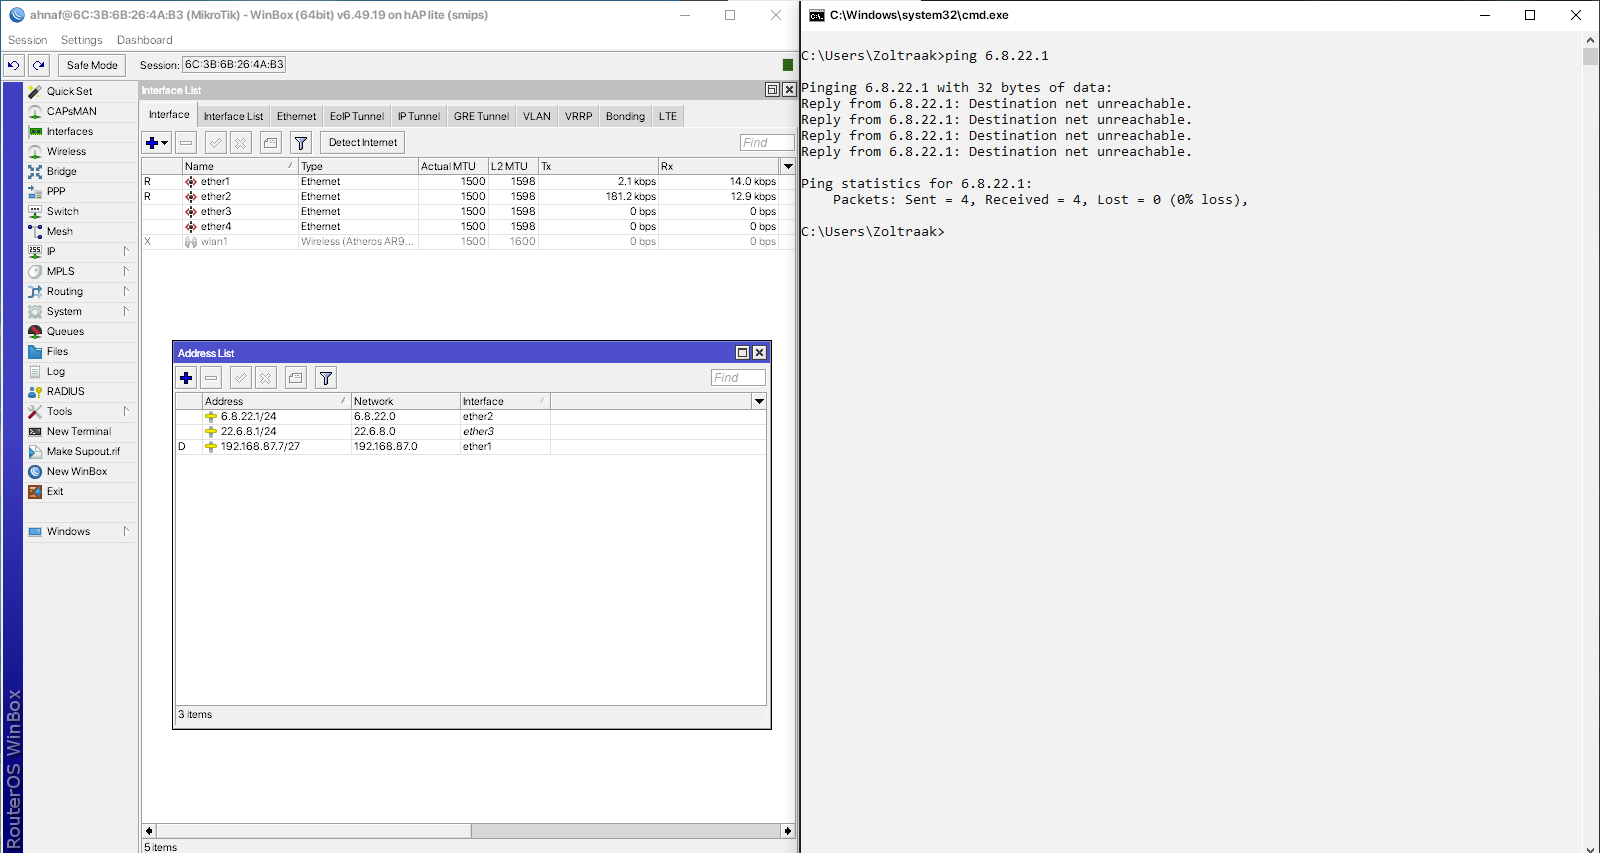 ahnaf@6C:3B:6B:26:4A:B3 (MikroTik) - WinBox (64bit) v6.49.19 on hAP lite (smips)
Session Settings Dashboard
Safe Mode Session: 6C:3B:6B:26:4A:B3
Quick Set
CAPsMAN
Interfaces
Wireless
Bridge
PPP
Switch
Mesh
IP
MPLS
Routing
System
Queues
Files
Log
RADIUS
Tools
New Terminal
Make Supout.rif
New WinBox
Exit
Windows
RouterOS WinBox
Interface List
Interface Interface List Ethernet EoIP Tunnel IP Tunnel GRE Tunnel VLAN VRRP Bonding LTE
Detect Internet Find
Name Type Actual MTU L2 MTU Tx Rx
R ether1 Ethernet 1500 1598 2.1 kbps 14.0 kbps
R ether2 Ethernet 1500 1598 181.2 kbps 12.9 kbps
ether3 Ethernet 1500 1598 0 bps 0 bps
ether4 Ethernet 1500 1598 0 bps 0 bps
X wlan1 Wireless (Atheros AR9... 1500 1600 0 bps 0 bps
Address List
Find
Address Network Interface
6.8.22.1/24 6.8.22.0 ether2
22.6.8.1/24 22.6.8.0 ether3
D 192.168.87.7/27 192.168.87.0 ether1
3 items
5 items
C:\Windows\system32\cmd.exe
C:\Users\Zoltraak>ping 6.8.22.1
Pinging 6.8.22.1 with 32 bytes of data:
Reply from 6.8.22.1: Destination net unreachable.
Reply from 6.8.22.1: Destination net unreachable.
Reply from 6.8.22.1: Destination net unreachable.
Reply from 6.8.22.1: Destination net unreachable.
Ping statistics for 6.8.22.1:
Packets: Sent = 4, Received = 4, Lost = 0 (0% loss),
C:\Users\Zoltraak>